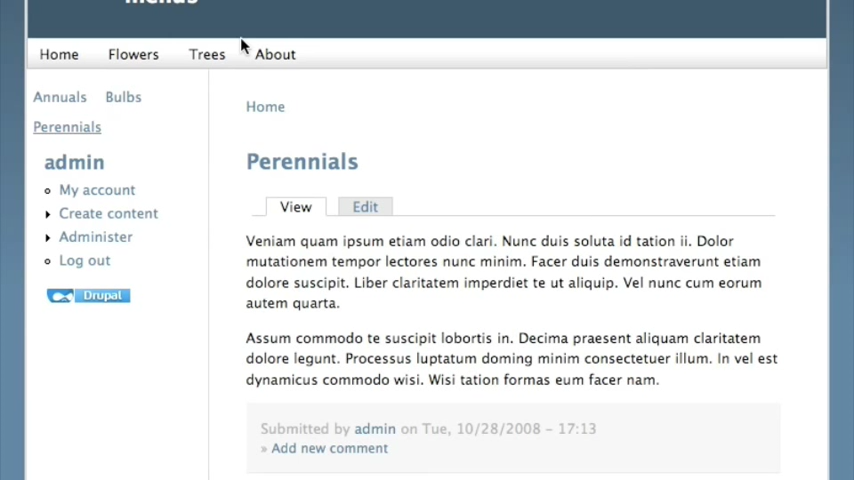 menus
Home Flowers Trees About
Annuals Bulbs
Perennials
admin
My account
Create content
Administer
Log out
Drupal
Home
Perennials
View Edit
Veniam quam ipsum etiam odio clari. Nunc duis soluta id tation ii. Dolor
mutationem tempor lectores nunc minim. Facer duis demonstraverunt etiam
dolore suscipit. Liber claritatem imperdiet te ut aliquip. Vel nunc cum eorum
autem quarta.
Assum commodo te suscipit lobortis in. Decima praesent aliquam claritatem
dolore legunt. Processus luptatum doming minim consectetuer illum. In vel est
dynamicus commodo wisi. Wisi tation formas eum facer nam.
Submitted by admin on Tue, 10/28/2008 – 17:13
» Add new comment